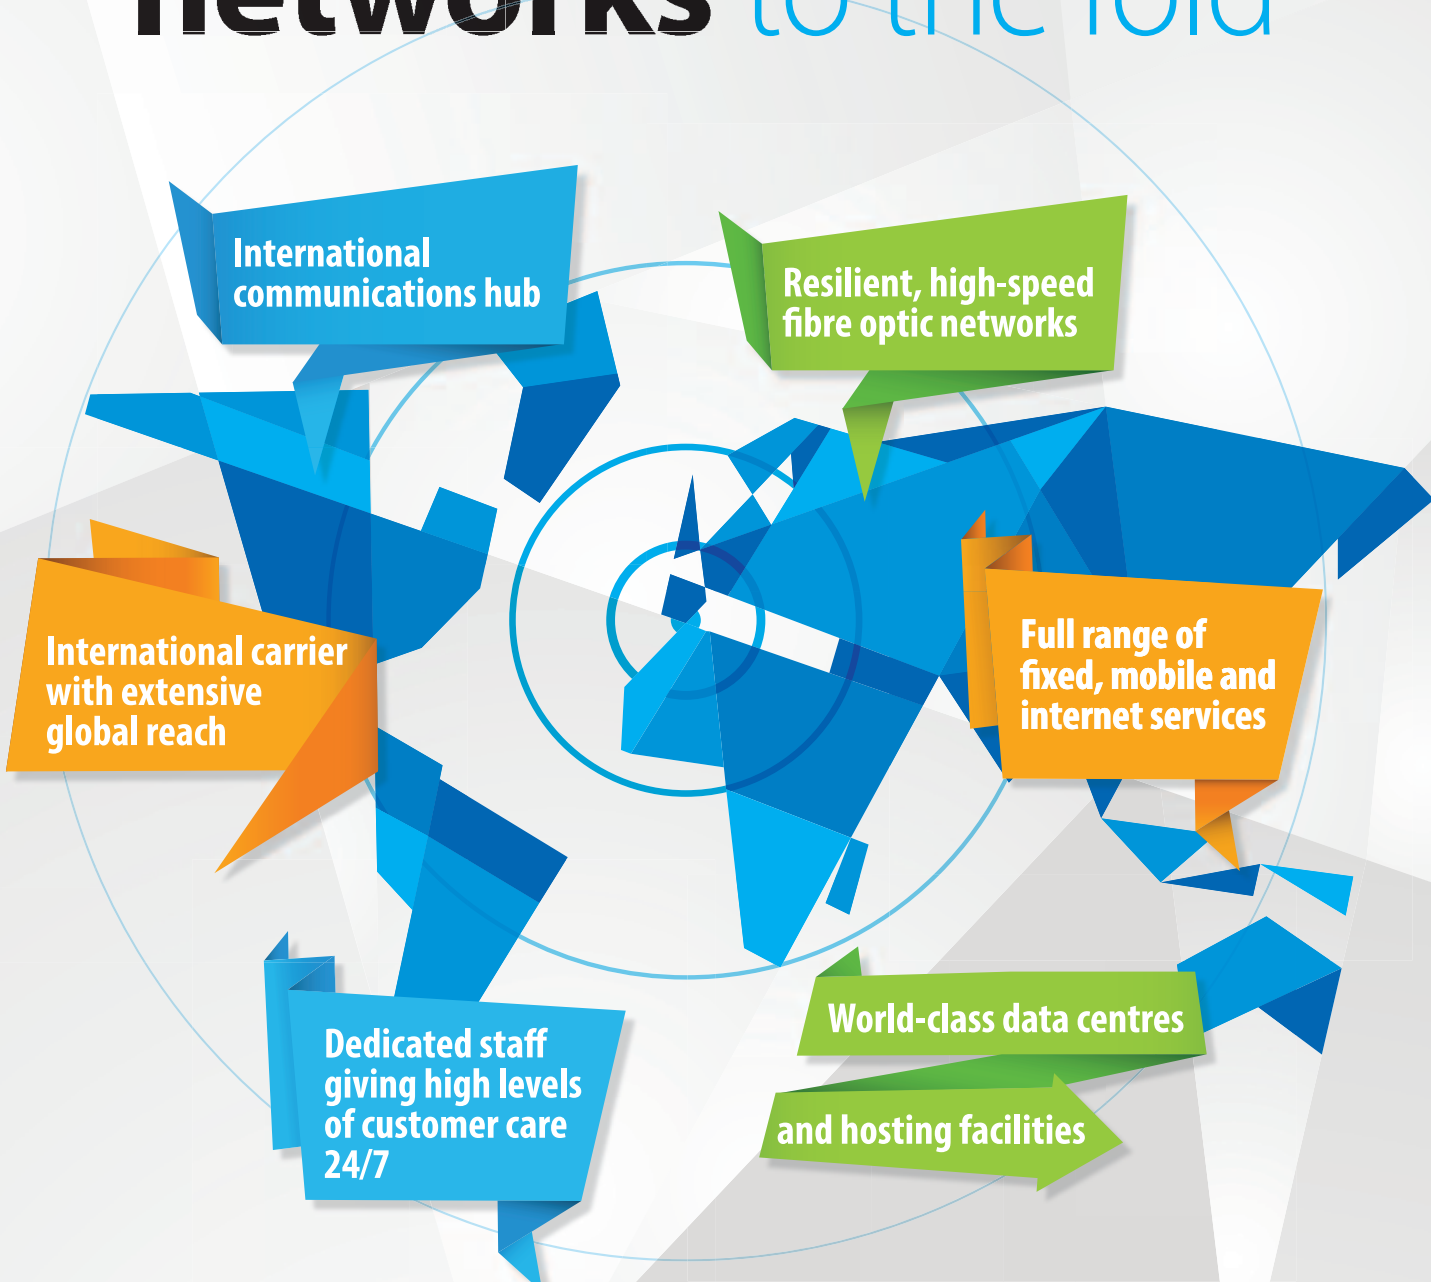 networks to the fold
International
communications hub
Resilient, high-speed
fibre optic networks
International carrier
with extensive
global reach
Full range of
fixed, mobile and
internet services
Dedicated staff
giving high levels
of customer care
24/7
World-class data centres
and hosting facilities